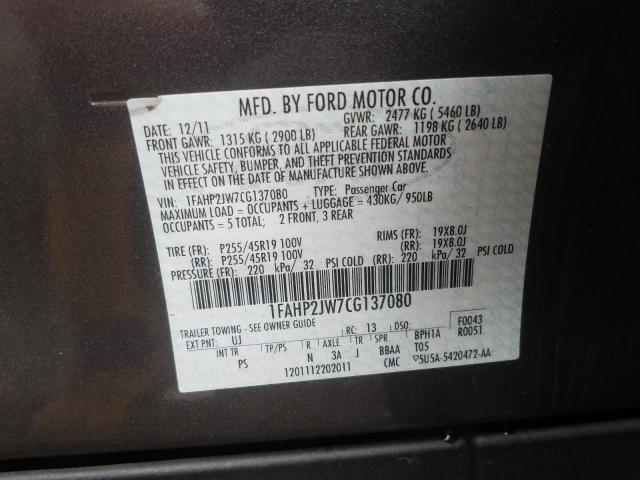 MFD. BY FORD MOTOR CO.
DATE: 12/11 GVWR: 2477 KG ( 5460 LB)
FRONT GAWR: 1315 KG ( 2900 LB) REAR GAWR: 1198 KG ( 2640 LB)
THIS VEHICLE CONFORMS TO ALL APPLICABLE FEDERAL MOTOR
VEHICLE SAFETY, BUMPER, AND THEFT PREVENTION STANDARDS
IN EFFECT ON THE DATE OF MANUFACTURE SHOWN ABOVE.
VIN: 1FAHP2JW7CG137080 TYPE: Passenger Car
MAXIMUM LOAD = OCCUPANTS + LUGGAGE = 430KG/ 950LB
OCCUPANTS = 5 TOTAL; 2 FRONT, 3 REAR
TIRE (FR): P255/45R19 100V RIMS (FR): 19X8.0J
(RR): P255/45R19 100V (RR): 19X8.0J
PRESSURE (FR): 220 kPa/ 32 PSI COLD (RR): 220 kPa/ 32 PSI COLD
1FAHP2JW7CG137080
TRAILER TOWING - SEE OWNER GUIDE RC: 13 DSO: F0043
EXT PNT: UJ R0051
INT TR TP/PS R AXLE TR SPR BPH1A
PS N 3A J BBAA T05
1201112202011 CMC 5U5A-5420472-AA